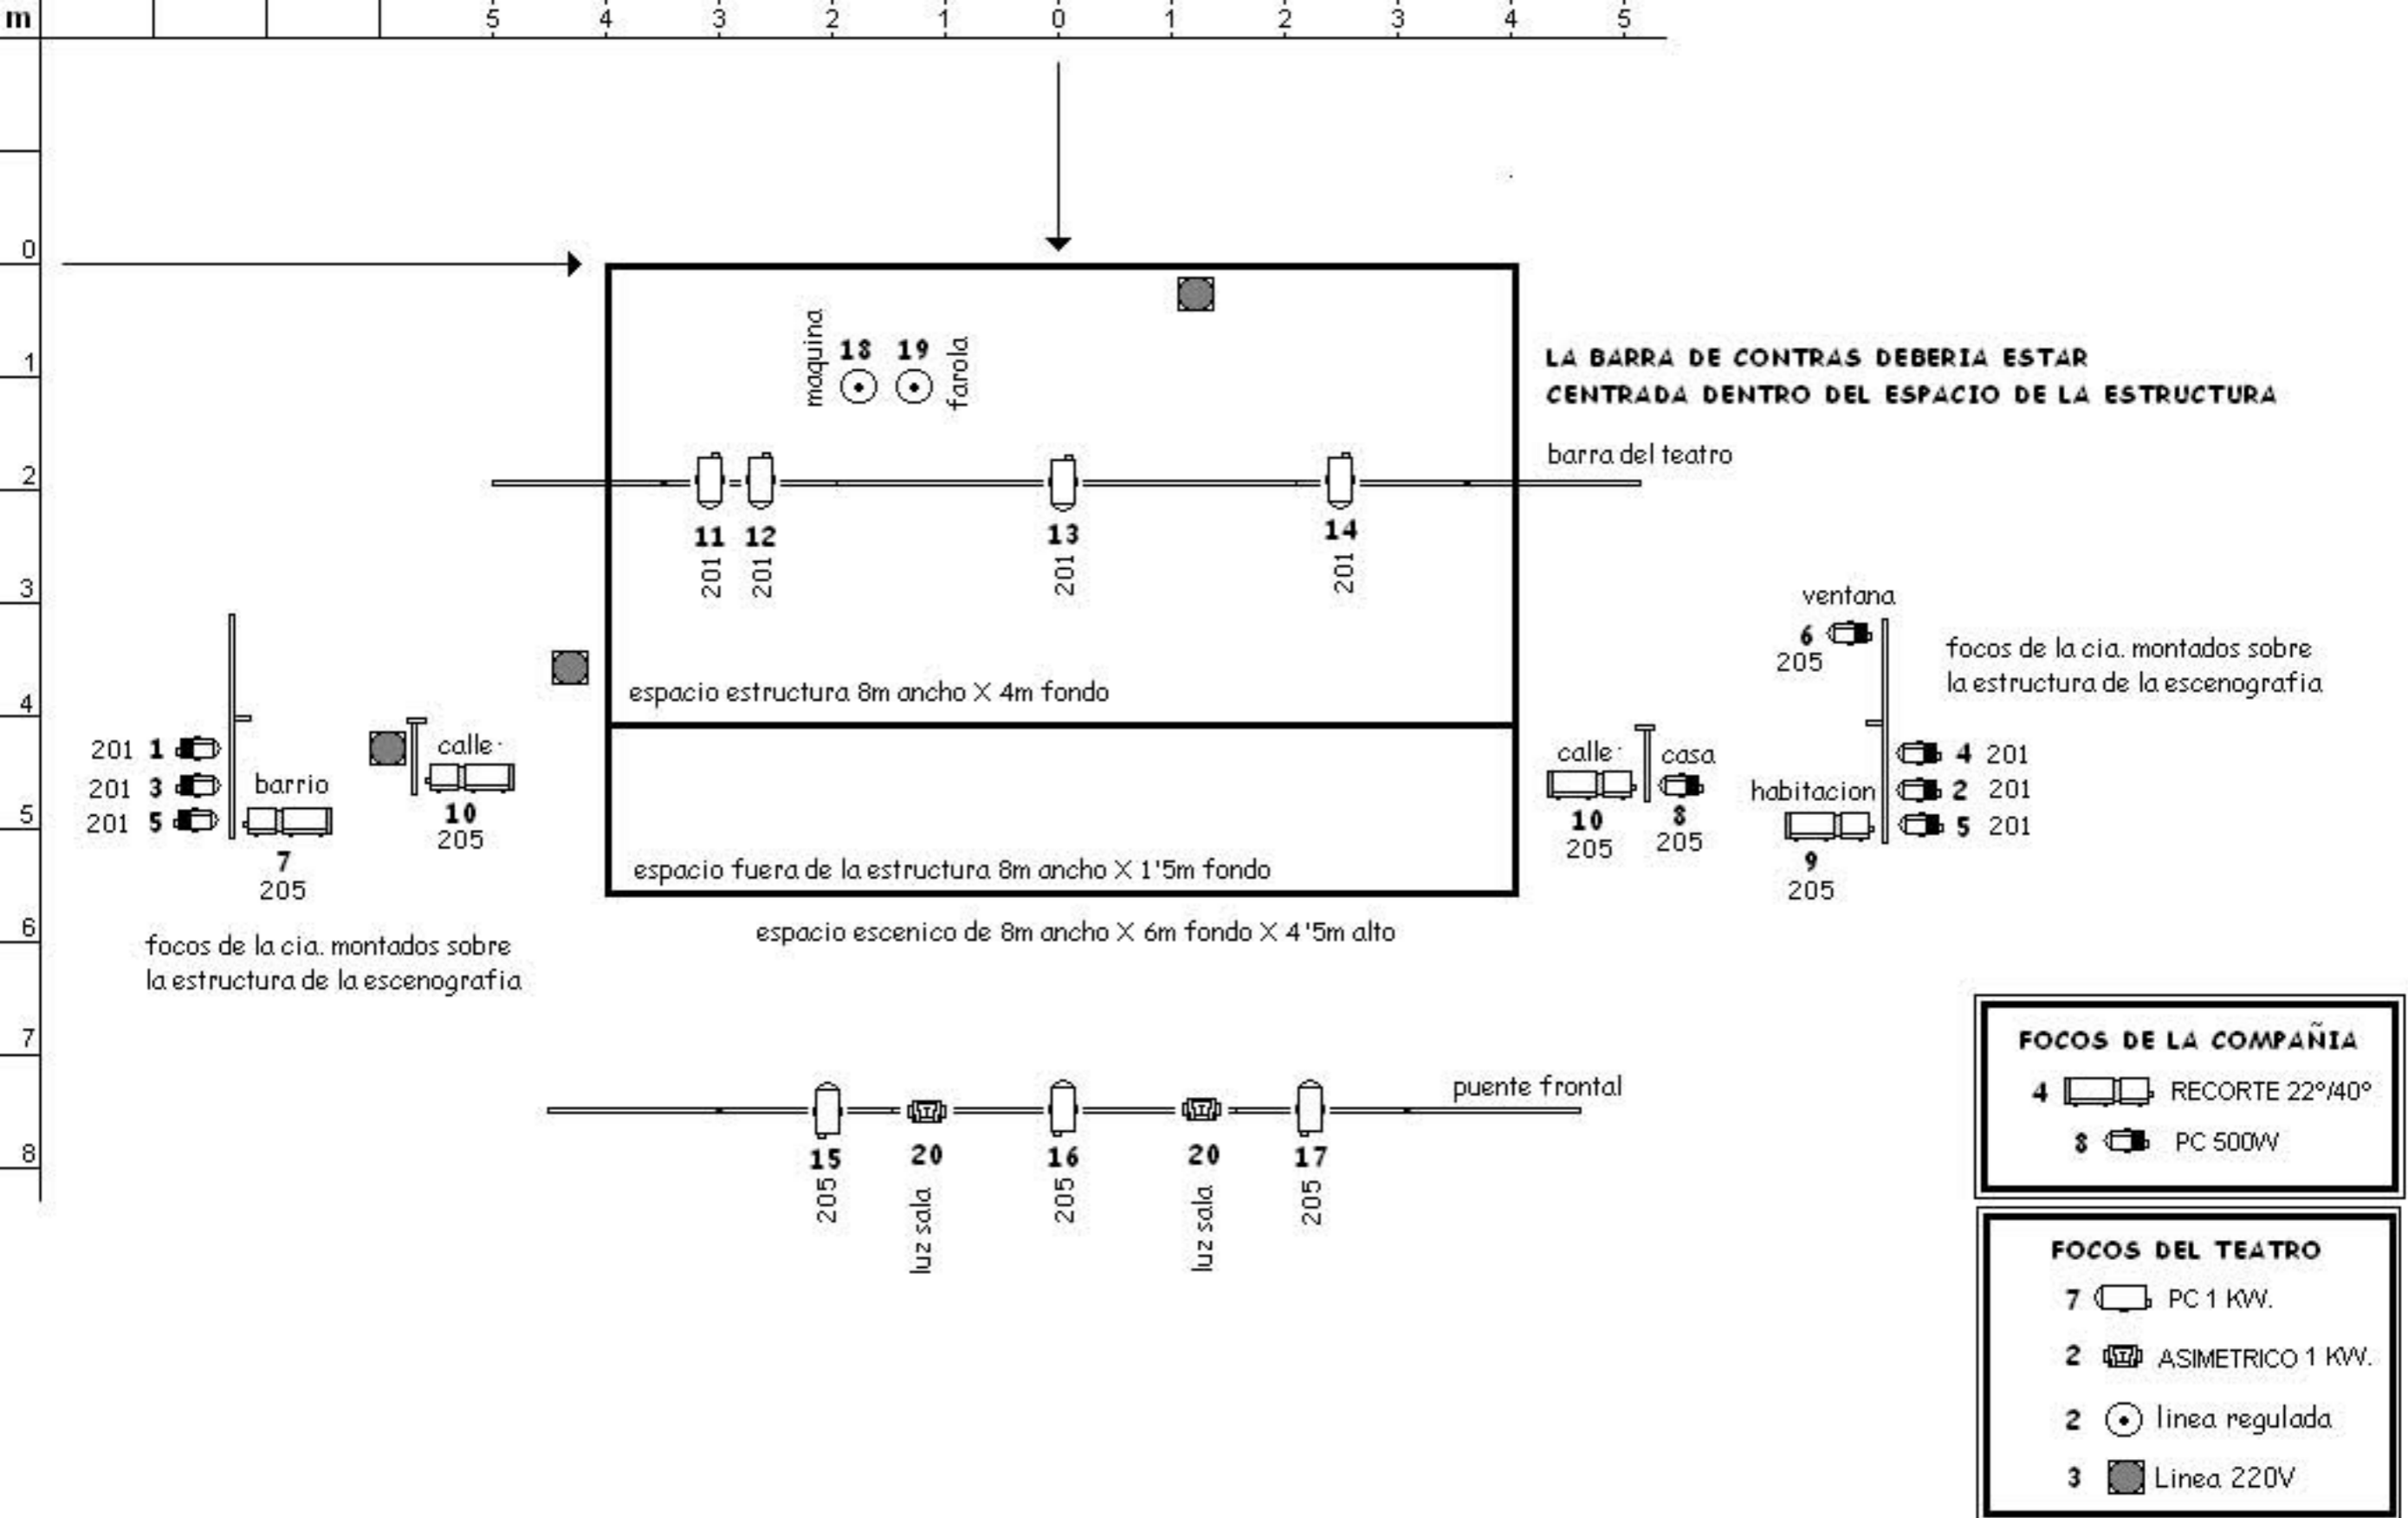 m 5 4 3 2 1 0 1 2 3 4 5
0
1
2
3
4
5
6
7
8
maquina
18 19
farola
LA BARRA DE CONTRAS DEBERIA ESTAR
CENTRADA DENTRO DEL ESPACIO DE LA ESTRUCTURA
barra del teatro
11 12 13 14
201 201 201 201
espacio estructura 8m ancho X 4m fondo
espacio fuera de la estructura 8m ancho X 1'5m fondo
espacio escenico de 8m ancho X 6m fondo X 4'5m alto
201 1
201 3
201 5
barrio
7
205
calle
10
205
focos de la cia. montados sobre
la estructura de la escenografia
calle
10
205
casa
8
205
ventana
6
205
habitacion
9
205
4 201
2 201
5 201
focos de la cia. montados sobre
la estructura de la escenografia
puente frontal
15 20 16 20 17
205 luz sala 205 luz sala 205
FOCOS DE LA COMPAÑIA
4 RECORTE 22º/40º
8 PC 500W
FOCOS DEL TEATRO
7 PC 1 KW.
2 ASIMETRICO 1 KW.
2 linea regulada
3 Linea 220V